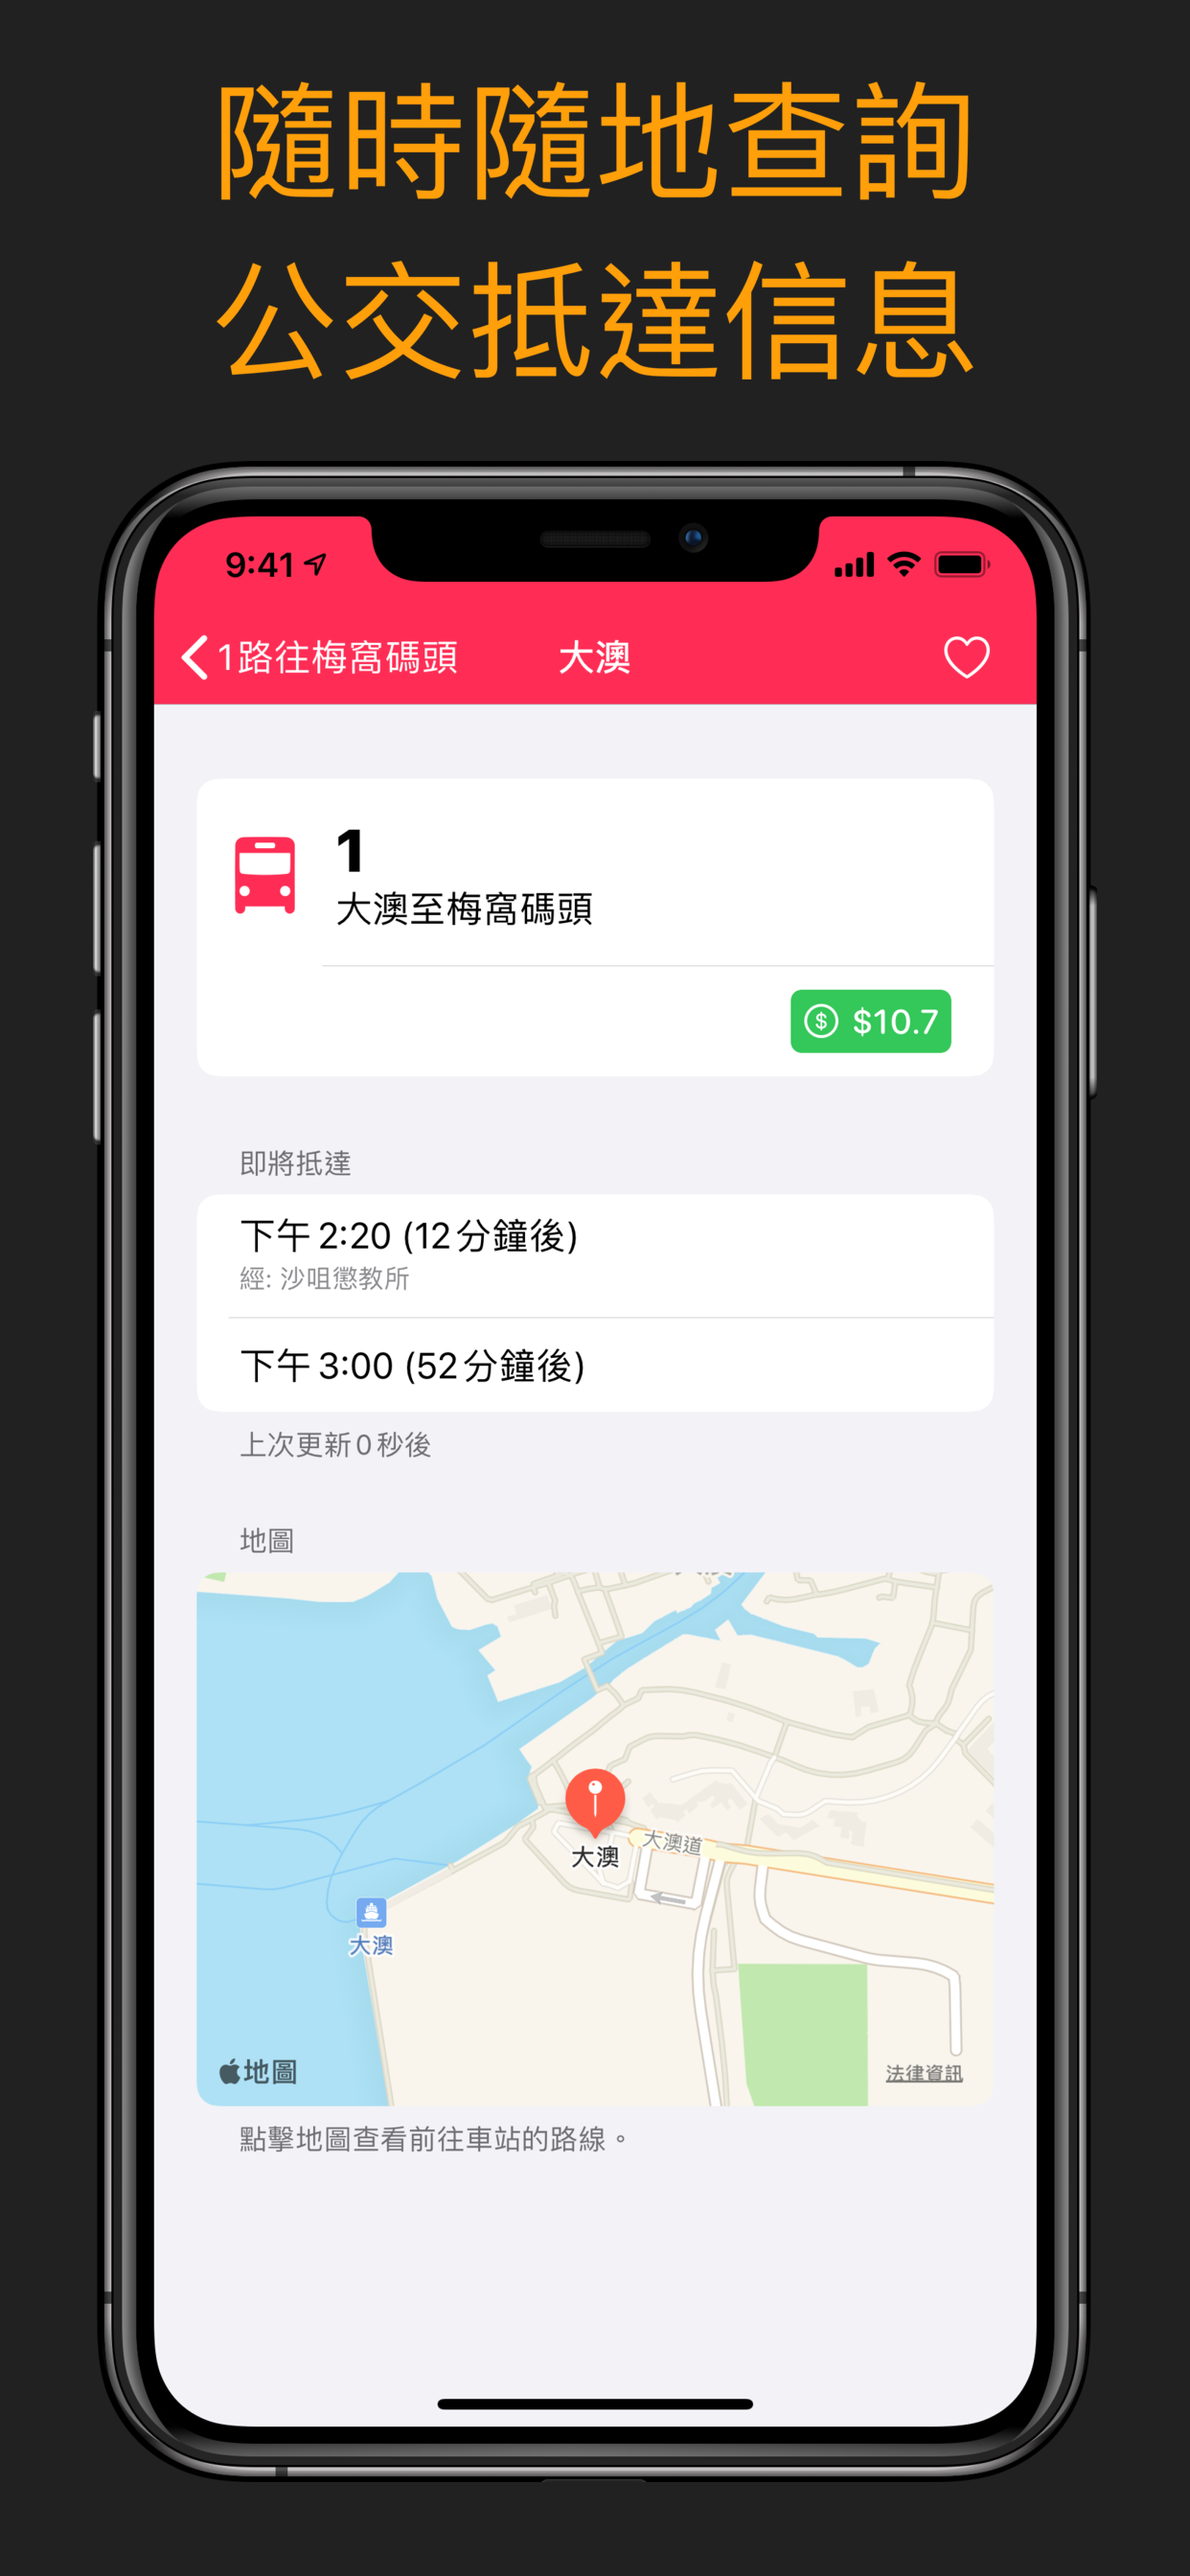 隨時隨地查詢
公交抵達信息
9:41
1路往梅窩碼頭
大澳
1
大澳至梅窩碼頭
$10.7
即將抵達
下午 2:20 (12 分鐘後)
經: 沙咀懲教所
下午 3:00 (52 分鐘後)
上次更新 0 秒後
地圖
大澳
大澳道
大澳
地圖
法律資訊
點擊地圖查看前往車站的路線。